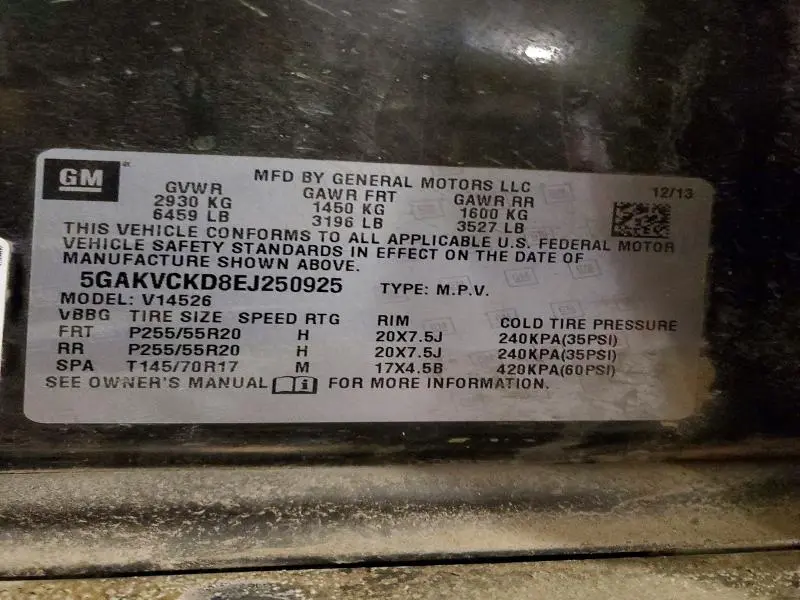 GM
MFD BY GENERAL MOTORS LLC 12/13
GVWR GAWR FRT GAWR RR
2930 KG 1450 KG 1600 KG
6459 LB 3196 LB 3527 LB
THIS VEHICLE CONFORMS TO ALL APPLICABLE U.S. FEDERAL MOTOR
VEHICLE SAFETY STANDARDS IN EFFECT ON THE DATE OF
MANUFACTURE SHOWN ABOVE.
5GAKVCKD8EJ250925 TYPE: M.P.V.
MODEL: V14526
VBBG TIRE SIZE SPEED RTG RIM COLD TIRE PRESSURE
FRT P255/55R20 H 20X7.5J 240KPA(35PSI)
RR P255/55R20 H 20X7.5J 240KPA(35PSI)
SPA T145/70R17 M 17X4.5B 420KPA(60PSI)
SEE OWNER'S MANUAL i FOR MORE INFORMATION.